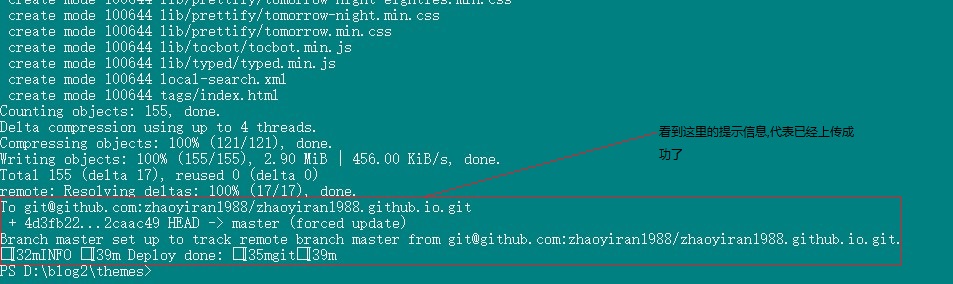 create mode 100644 lib/prettify/tomorrow-night-eighties.min.css
create mode 100644 lib/prettify/tomorrow-night.min.css
create mode 100644 lib/prettify/tomorrow.min.css
create mode 100644 lib/tocbot/tocbot.min.js
create mode 100644 lib/typed/typed.min.js
create mode 100644 local-search.xml
create mode 100644 tags/index.html
Counting objects: 155, done.
Delta compression using up to 4 threads.
Compressing objects: 100% (121/121), done.
Writing objects: 100% (155/155), 2.90 MiB | 456.00 KiB/s, done.
Total 155 (delta 17), reused 0 (delta 0)
remote: Resolving deltas: 100% (17/17), done.
To git@github.com:zhaoyiran1988/zhaoyiran1988.github.io.git
+ 4d3fb22...2caac49 HEAD -> master (forced update)
Branch master set up to track remote branch master from git@github.com:zhaoyiran1988/zhaoyiran1988.github.io.git.
[32mINFO [39m Deploy done: [35mgit[39m
PS D:\blog2\themes>
看到这里的提示信息,代表已经上传成
功了